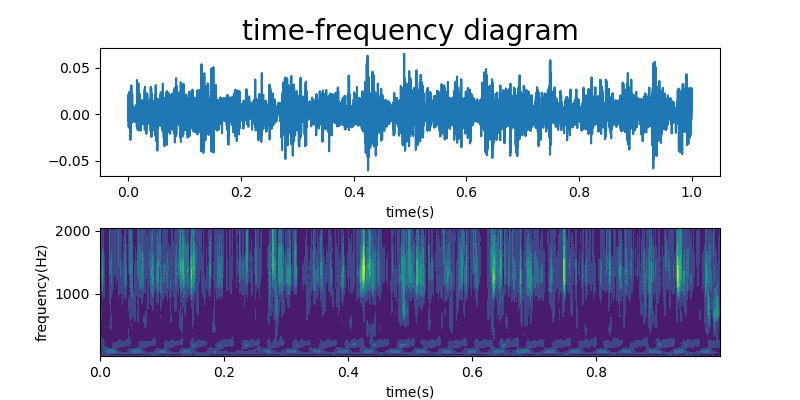 time-frequency diagram
0.05
0.00
−0.05
0.0 0.2 0.4 0.6 0.8 1.0
time(s)
2000
1000
frequency(Hz)
0.0 0.2 0.4 0.6 0.8
time(s)